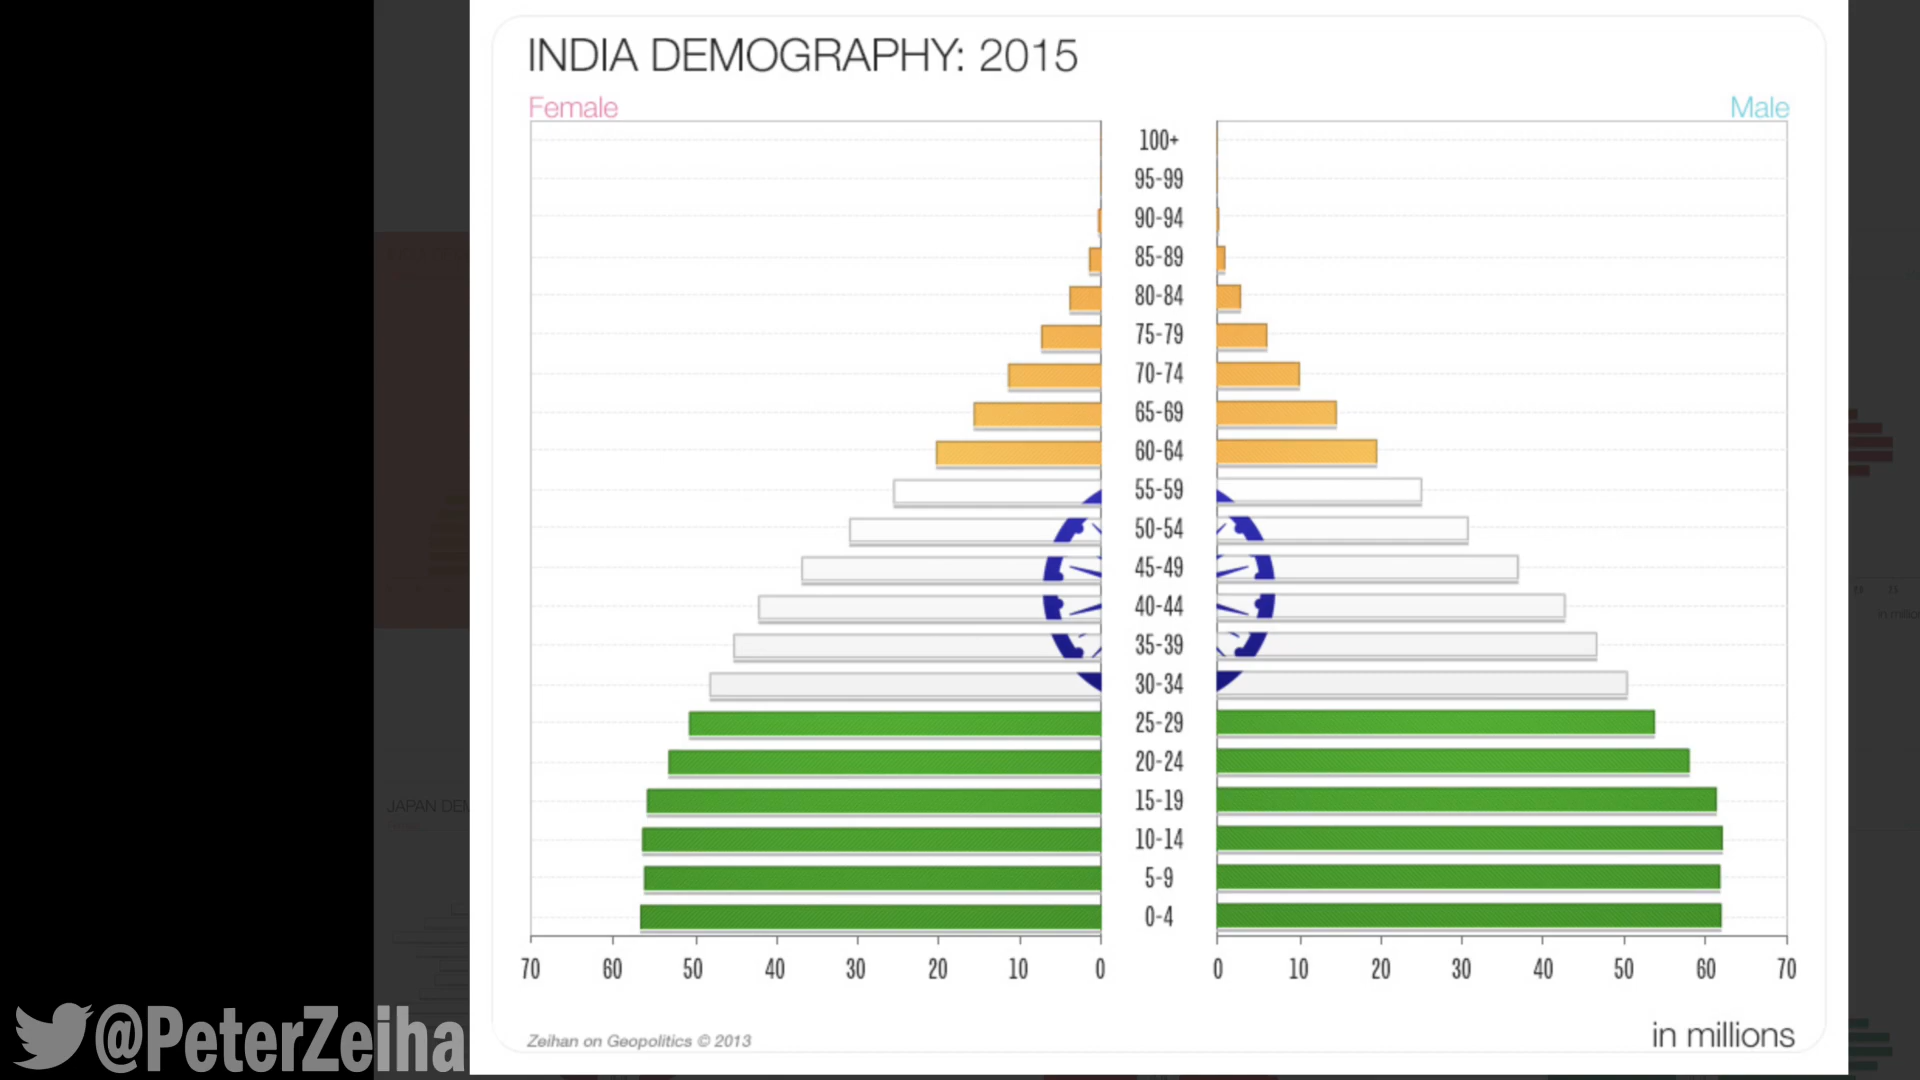 INDIA DEMOGRAPHY: 2015
Female
Male
100+
95-99
90-94
85-89
80-84
75-79
70-74
65-69
60-64
55-59
50-54
45-49
40-44
35-39
30-34
25-29
20-24
15-19
10-14
5-9
0-4
70 60 50 40 30 20 10 0 0 10 20 30 40 50 60 70
Zeihan on Geopolitics © 2013
in millions
JAPAN DEM
@PeterZeiha